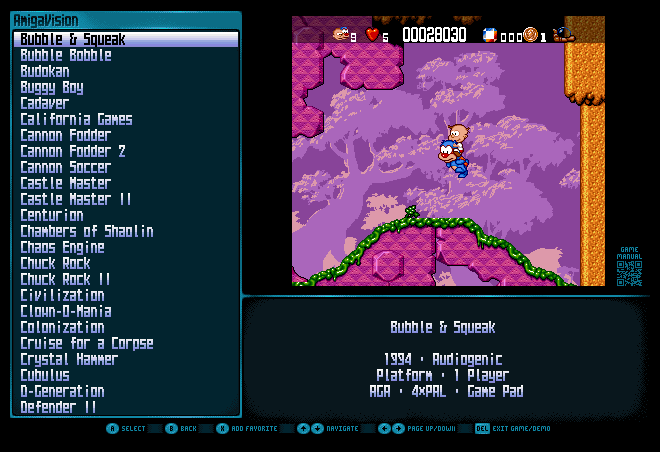 AmigaVision
Bubble & Squeak
Bubble Bobble
Budokan
Buggy Boy
Cadaver
California Games
Cannon Fodder
Cannon Fodder 2
Cannon Soccer
Castle Master
Castle Master II
Centurion
Chambers of Shaolin
Chaos Engine
Chuck Rock
Chuck Rock II
Civilization
Clown-O-Mania
Colonization
Cruise for a Corpse
Crystal Hammer
Cubulus
D-Generation
Defender II
9 5 00028030 000 1
GAME
MANUAL
Bubble & Squeak
1994 · Audiogenic
Platform · 1 Player
AGA · 4×PAL · Game Pad
A SELECT B BACK X ADD FAVORITE NAVIGATE PAGE UP/DOWN DEL EXIT GAME/DEMO